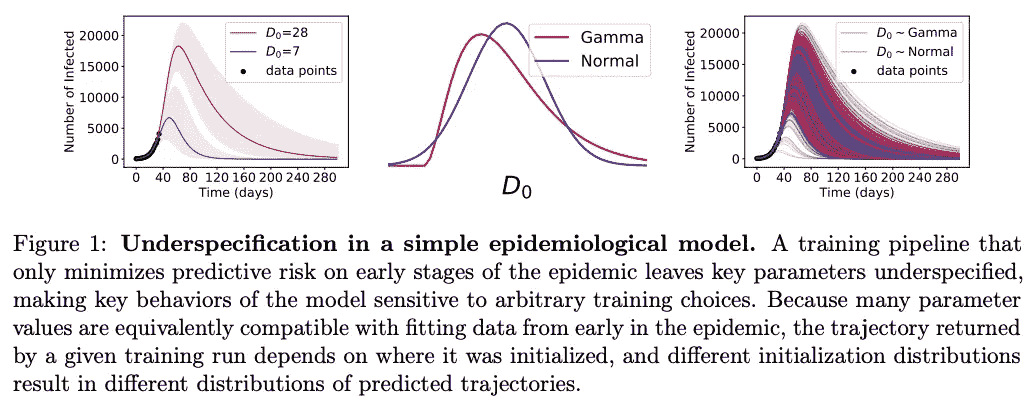 Number of Infected
20000
15000
10000
5000
0
0 40 60 80 120 160 200 240 280
Time (days)
D₀=28
D₀=7
data points
Gamma
Normal
D₀
Number of Infected
20000
15000
10000
5000
0
0 40 80 120 160 200 240 280
Time (days)
D₀ ~ Gamma
D₀ ~ Normal
data points
Figure 1: Underspecification in a simple epidemiological model. A training pipeline that
only minimizes predictive risk on early stages of the epidemic leaves key parameters underspecified,
making key behaviors of the model sensitive to arbitrary training choices. Because many parameter
values are equivalently compatible with fitting data from early in the epidemic, the trajectory returned
by a given training run depends on where it was initialized, and different initialization distributions
result in different distributions of predicted trajectories.